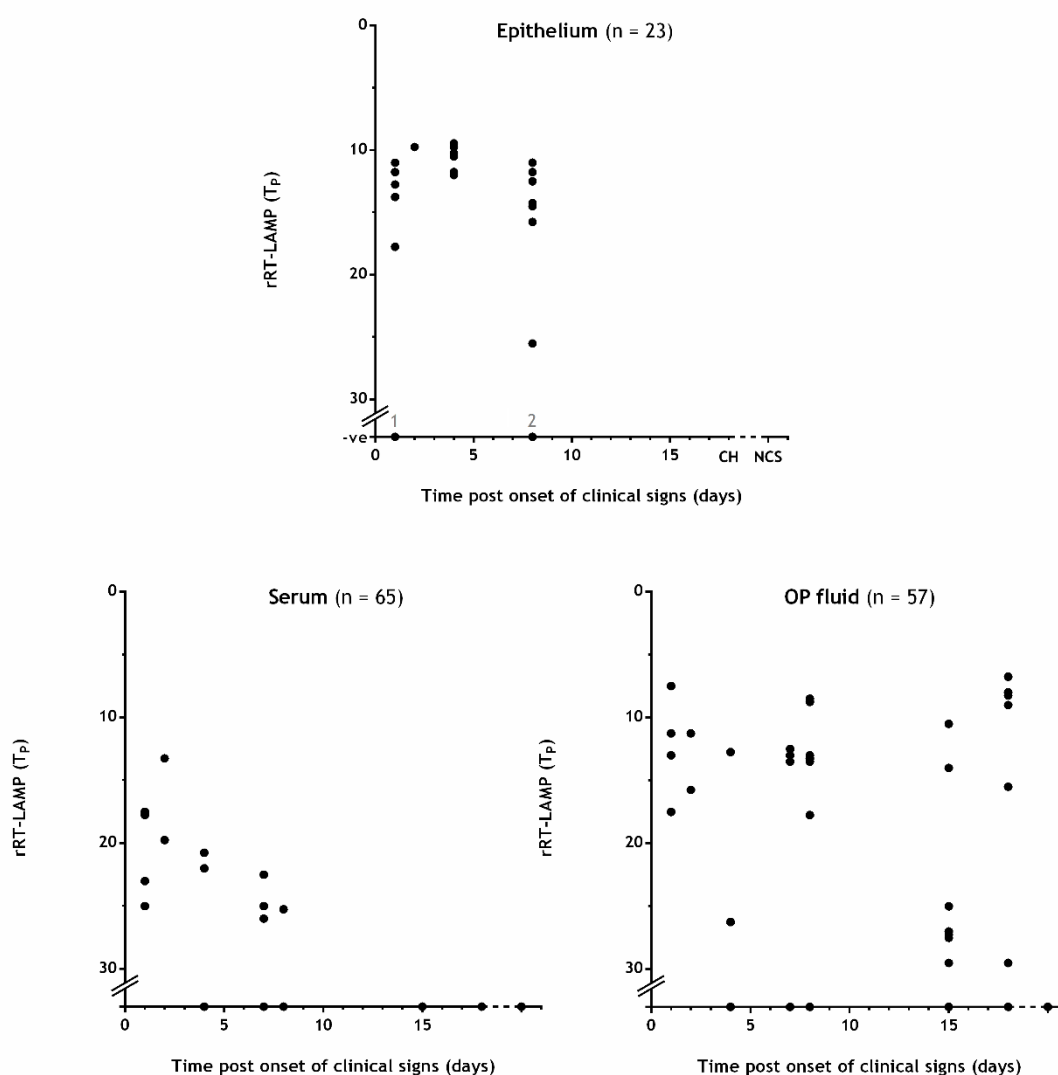 Epithelium (n = 23)
0
10
20
30
-ve
rRT-LAMP (TP)
1
2
0
5
10
15
CH
NCS
Time post onset of clinical signs (days)
Serum (n = 65)
0
10
20
30
rRT-LAMP (TP)
0
5
10
15
Time post onset of clinical signs (days)
OP fluid (n = 57)
0
10
20
30
rRT-LAMP (TP)
0
5
10
15
Time post onset of clinical signs (days)